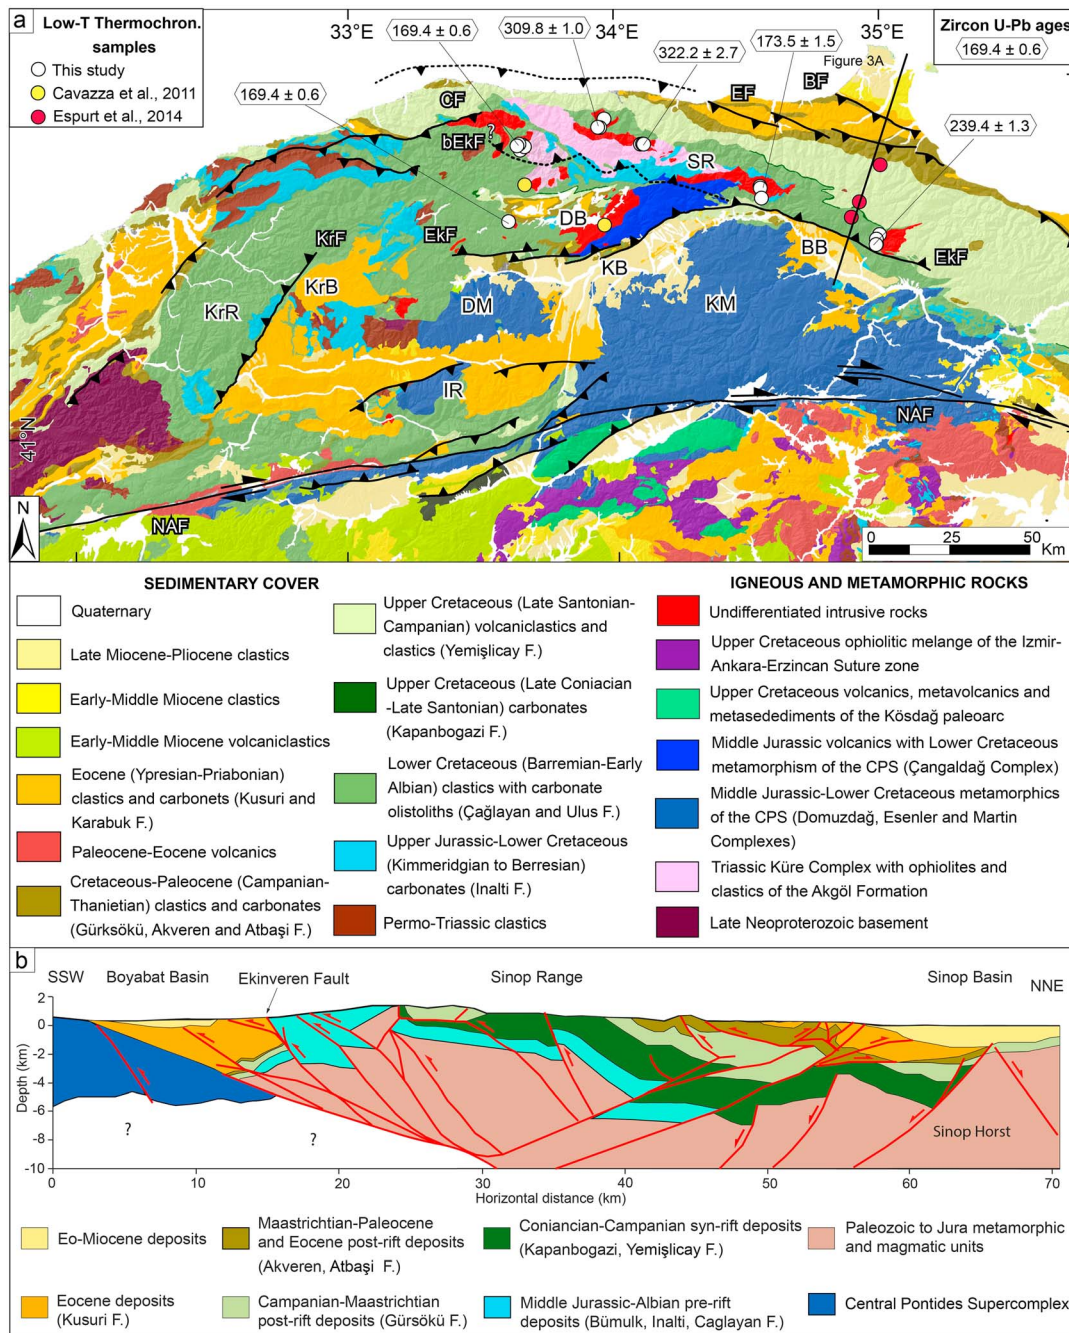 a
Low-T Thermochron.
samples
This study
Cavazza et al., 2011
Espurt et al., 2014
33°E
34°E
35°E
169.4 ± 0.6
309.8 ± 1.0
322.2 ± 2.7
173.5 ± 1.5
Zircon U-Pb ages
169.4 ± 0.6
Figure 3A
169.4 ± 0.6
239.4 ± 1.3
CF
EF
BF
bEkF
?
SR
DB
KrF
EkF
KB
BB
EkF
KrB
KrR
DM
KM
IR
NAF
41°N
N
NAF
0 10 20 30 40 50 60
Km
SEDIMENTARY COVER
Quaternary
Late Miocene-Pliocene clastics
Early-Middle Miocene clastics
Early-Middle Miocene volcaniclastics
Eocene (Ypresian-Priabonian)
clastics and carbonets (Kusuri and
Karabuk F.)
Paleocene-Eocene volcanics
Cretaceous-Paleocene (Campanian-
Thanietian) clastics and carbonates
(Gürksökü, Akveren and Atbaşi F.)
Upper Cretaceous (Late Santonian-
Campanian) volcaniclastics and
clastics (Yemişlicay F.)
Upper Cretaceous (Late Coniacian
-Late Santonian) carbonates
(Kapanbogazi F.)
Lower Cretaceous (Barremian-Early
Albian) clastics with carbonate
olistoliths (Çağlayan and Ulus F.)
Upper Jurassic-Lower Cretaceous
(Kimmeridgian to Berresian)
carbonates (Inalti F.)
Permo-Triassic clastics
IGNEOUS AND METAMORPHIC ROCKS
Undifferentiated intrusive rocks
Upper Cretaceous ophiolitic melange of the Izmir-
Ankara-Erzincan Suture zone
Upper Cretaceous volcanics, metavolcanics and
metasedediments of the Kösdağ paleoarc
Middle Jurassic volcanics with Lower Cretaceous
metamorphism of the CPS (Çangaldağ Complex)
Middle Jurassic-Lower Cretaceous metamorphics
of the CPS (Domuzdağ, Esenler and Martin
Complexes)
Triassic Küre Complex with ophiolites and
clastics of the Akgöl Formation
Late Neoproterozoic basement
b
SSW
Boyabat Basin
Ekinveren Fault
Sinop Range
Sinop Basin
NNE
2
0
-2
-4
-6
-8
-10
Depth (km)
?
?
Sinop Horst
0 10 20 30 40 50 60 70
Horizontal distance (km)
Eo-Miocene deposits
Eocene deposits
(Kusuri F.)
Maastrichtian-Paleocene
and Eocene post-rift deposits
(Akveren, Atbaşi F.)
Campanian-Maastrichtian
post-rift deposits (Gürsökü F.)
Coniancian-Campanian syn-rift deposits
(Kapanbogazi, Yemişlicay F.)
Middle Jurassic-Albian pre-rift
deposits (Bümulk, Inalti, Caglayan F.)
Paleozoic to Jura metamorphic
and magmatic units
Central Pontides Supercomplex